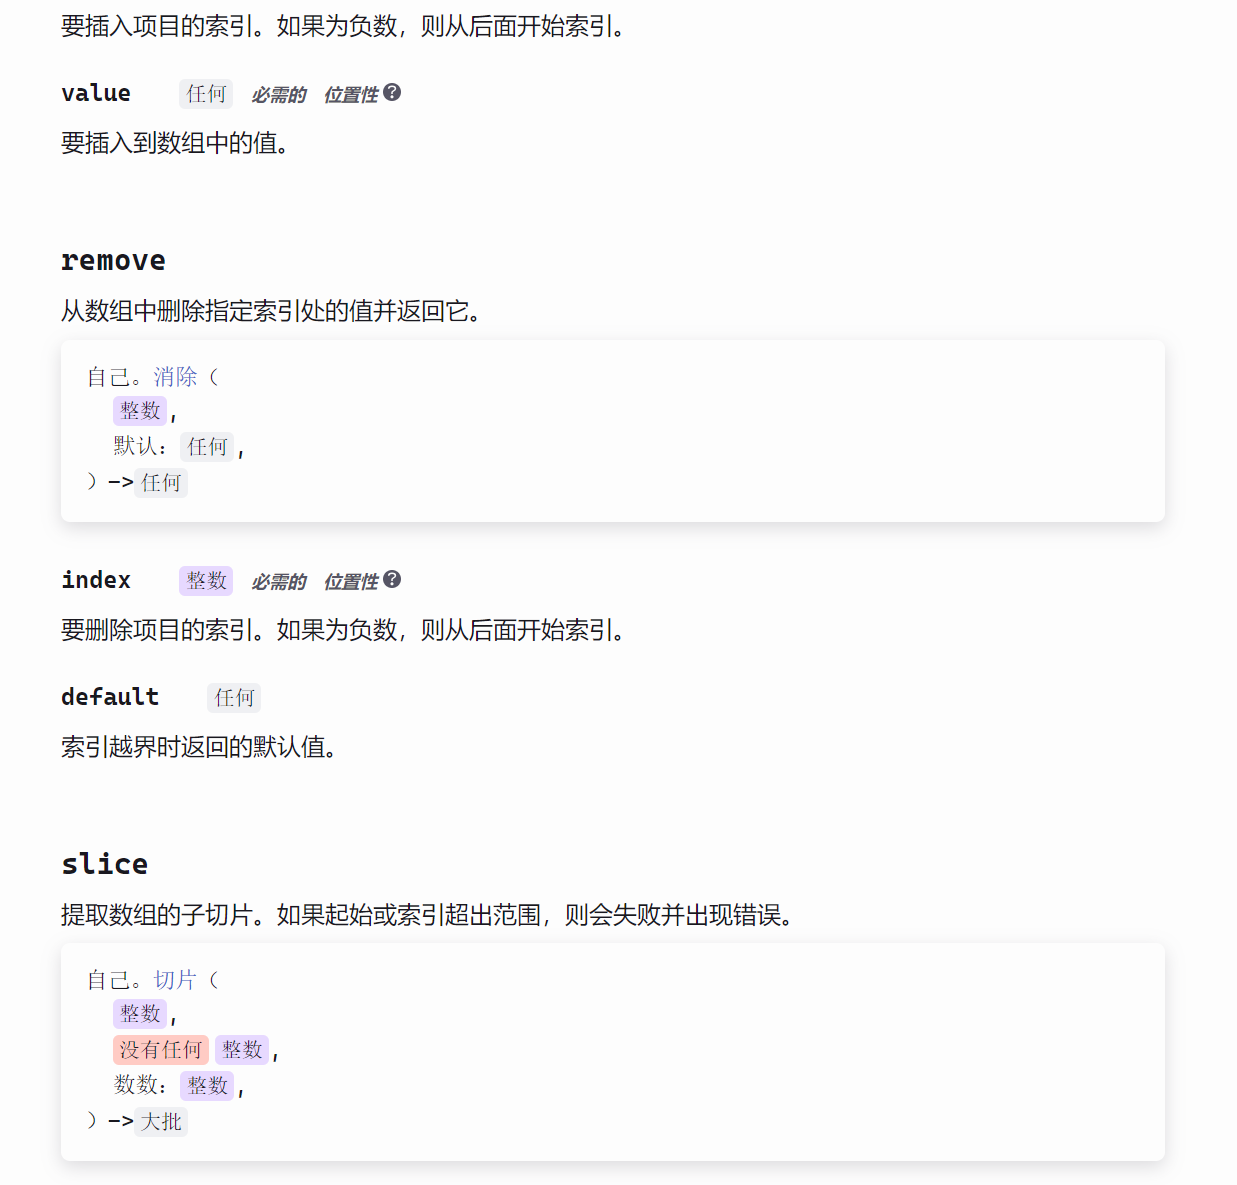 要插入项目的索引。如果为负数，则从后面开始索引。
value 任何 必需的 位置性 ?
要插入到数组中的值。
remove
从数组中删除指定索引处的值并返回它。
自己。消除（
整数,
默认：任何,
）->任何
index 整数 必需的 位置性 ?
要删除项目的索引。如果为负数，则从后面开始索引。
default 任何
索引越界时返回的默认值。
slice
提取数组的子切片。如果起始或索引超出范围，则会失败并出现错误。
自己。切片（
整数,
没有任何 整数,
数数：整数,
）->大批